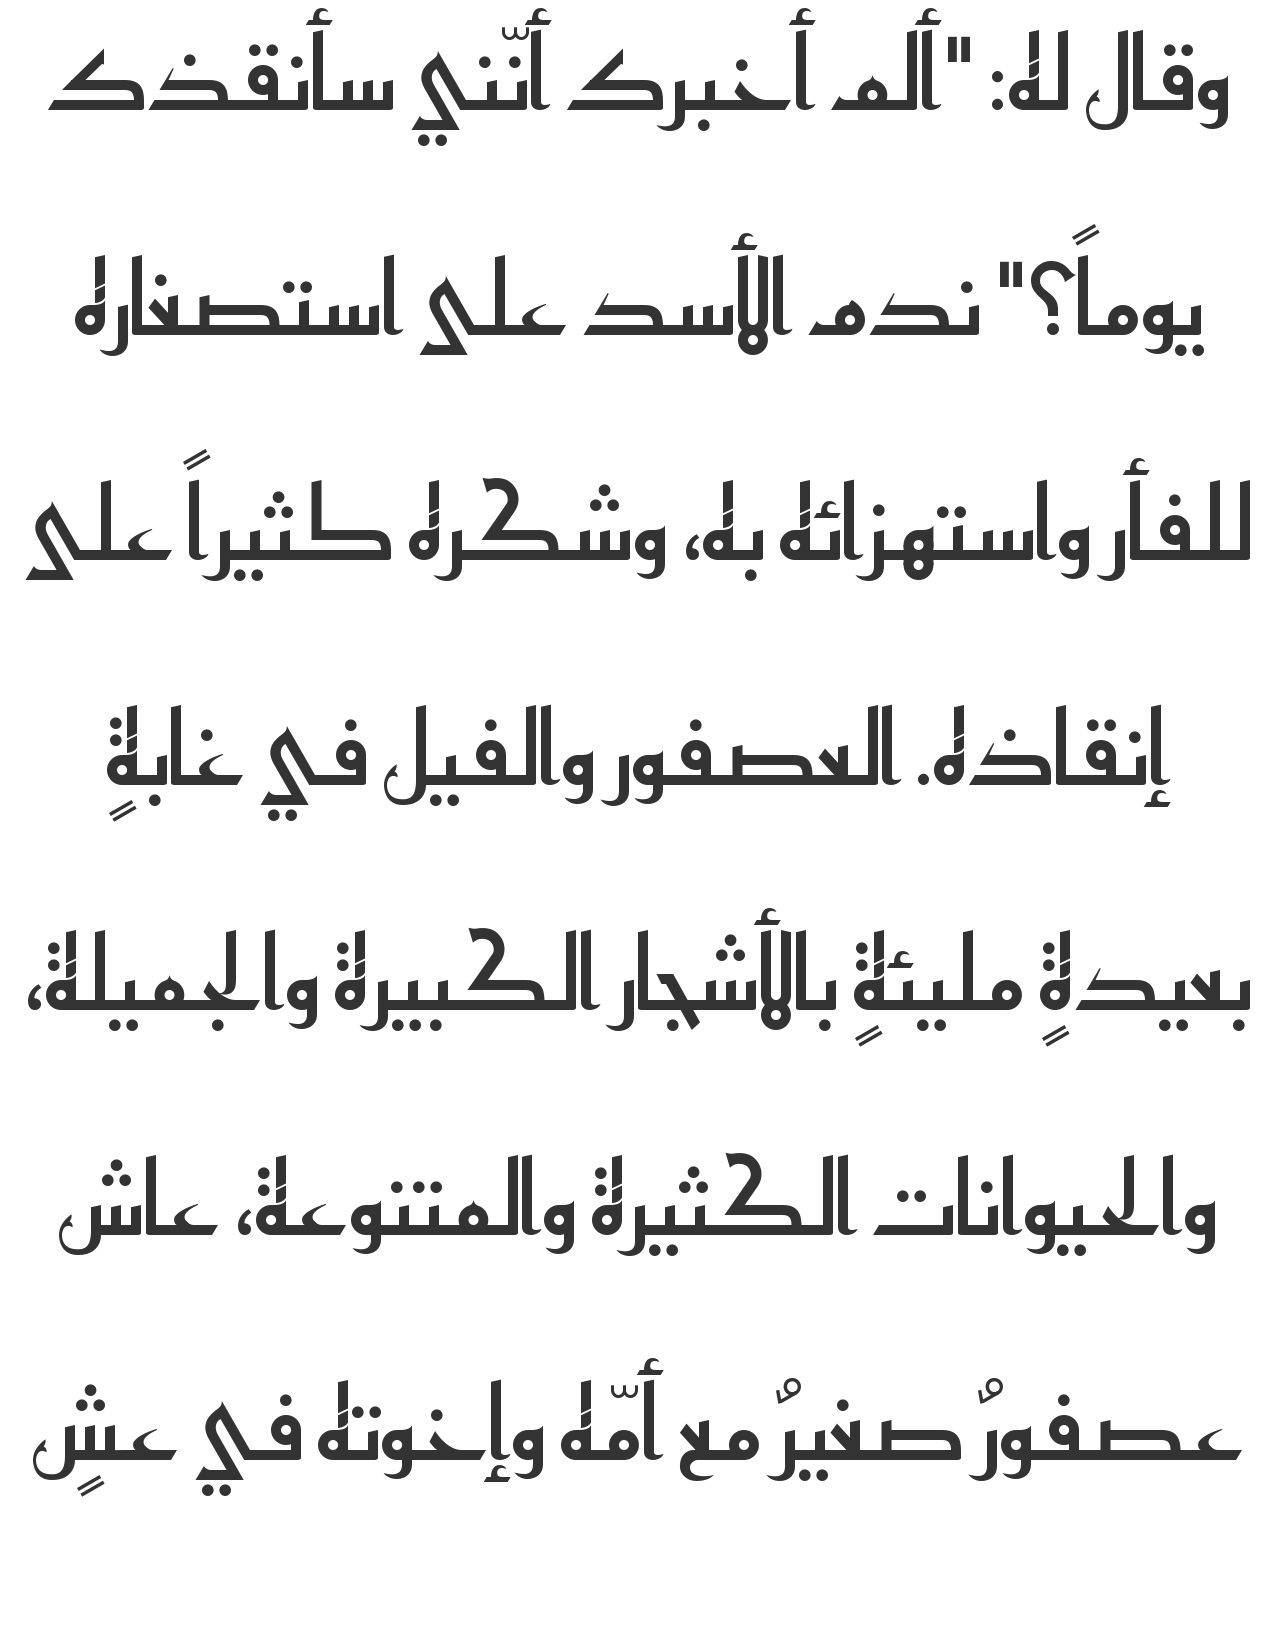 وقال له: "ألم أخبرك أنّني سأنقذك
يوماً؟" ندم الأسد على استصغاره
للفأر واستهزائه به، وشكره كثيراً على
إنقاذه. العصفور والفيل في غابةٍ
بعيدةٍ مليئةٍ بالأشجار الكبيرة والجميلة،
والحيوانات الكثيرة والمتنوعة، عاش
عصفورٌ صغيرٌ مع أمّه وإخوته في عشٍ